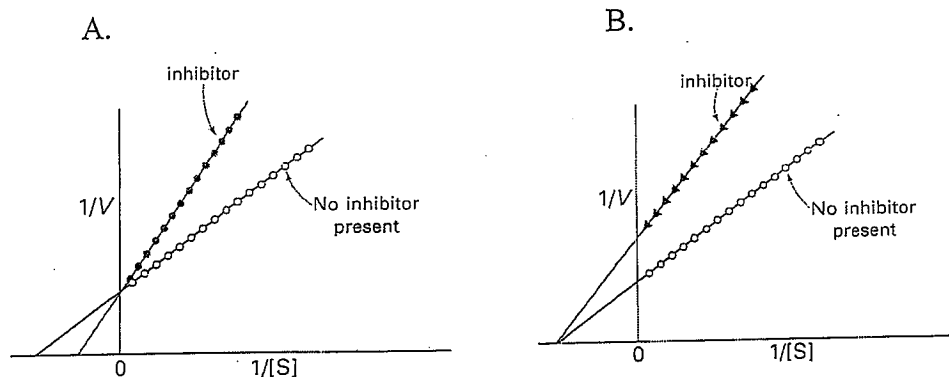 A.
inhibitor
1/V
No inhibitor
present
0
1/[S]
B.
inhibitor
1/V
No inhibitor
present
0
1/[S]